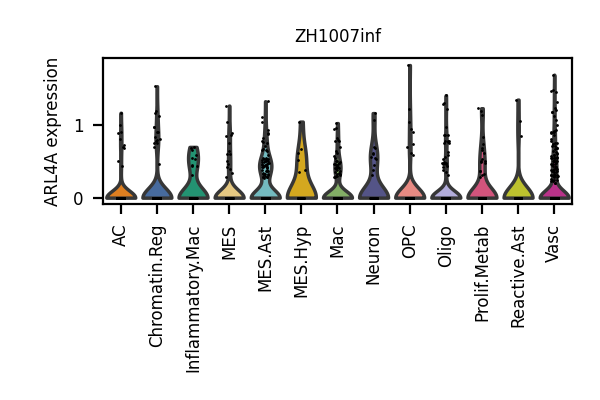 ZH1007inf
ARL4A expression
1
0
AC
Chromatin.Reg
Inflammatory.Mac
MES
MES.Ast
MES.Hyp
Mac
Neuron
OPC
Oligo
Prolif.Metab
Reactive.Ast
Vasc